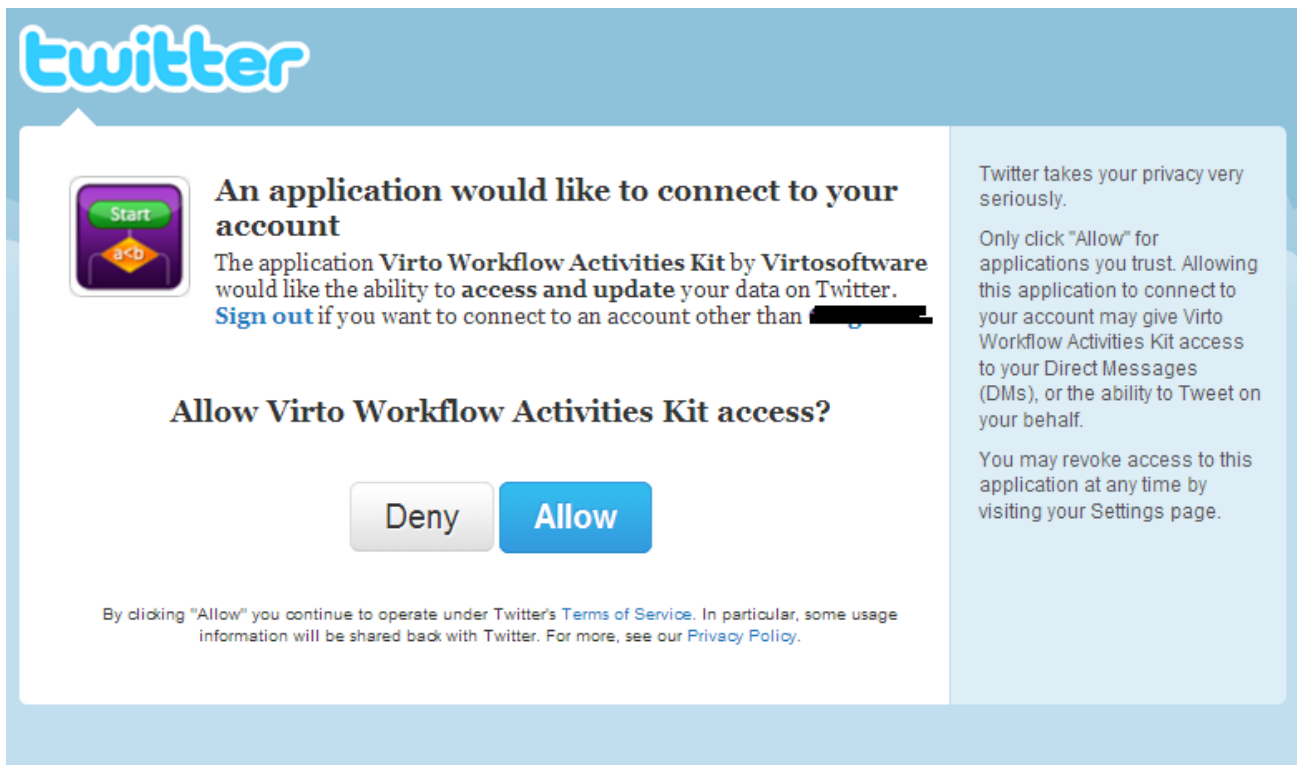 twitter
Start
a<b
An application would like to connect to your
account
The application Virto Workflow Activities Kit by Virtosoftware
would like the ability to access and update your data on Twitter.
Sign out if you want to connect to an account other than
Allow Virto Workflow Activities Kit access?
Deny
Allow
By clicking "Allow" you continue to operate under Twitter's Terms of Service. In particular, some usage
information will be shared back with Twitter. For more, see our Privacy Policy.
Twitter takes your privacy very
seriously.
Only click "Allow" for
applications you trust. Allowing
this application to connect to
your account may give Virto
Workflow Activities Kit access
to your Direct Messages
(DMs), or the ability to Tweet on
your behalf.
You may revoke access to this
application at any time by
visiting your Settings page.